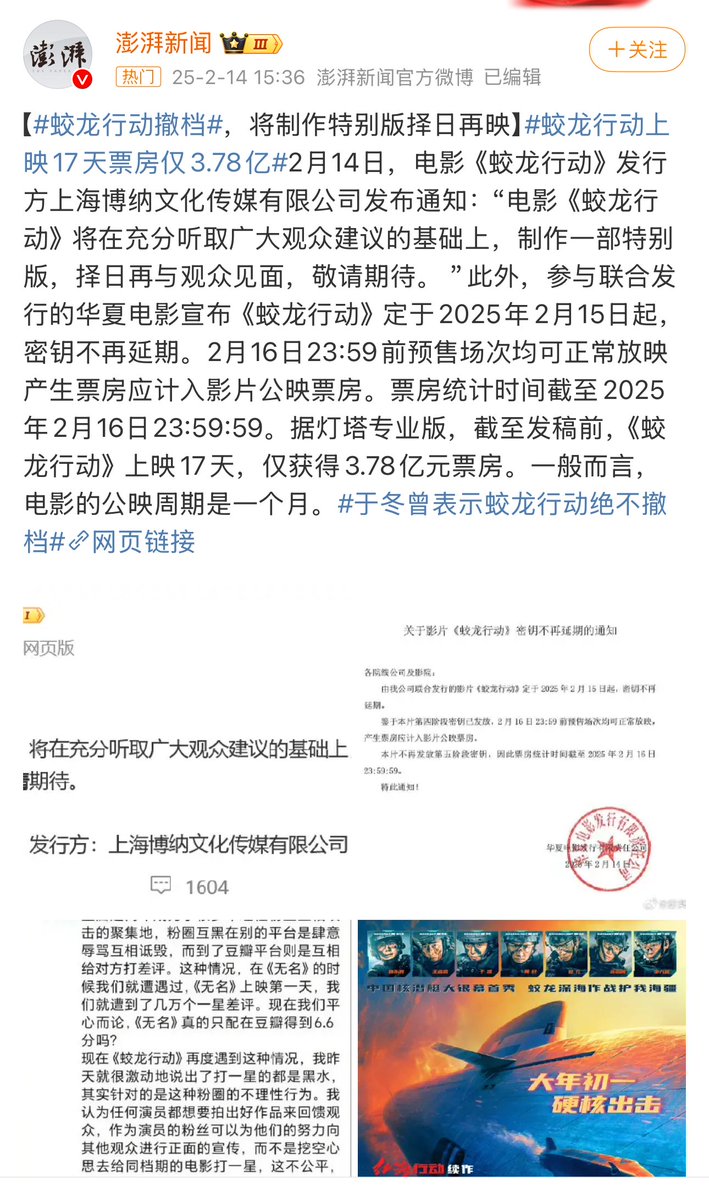 澎湃
澎湃新闻 III
+关注
热门 25-2-14 15:36 澎湃新闻官方微博 已编辑
【#蛟龙行动撤档#，将制作特别版择日再映】#蛟龙行动上
映17天票房仅3.78亿#2月14日，电影《蛟龙行动》发行
方上海博纳文化传媒有限公司发布通知：“电影《蛟龙行
动》将在充分听取广大观众建议的基础上，制作一部特别
版，择日再与观众见面，敬请期待。 ”此外，参与联合发
行的华夏电影宣布《蛟龙行动》定于2025年2月15日起，
密钥不再延期。2月16日23:59前预售场次均可正常放映
产生票房应计入影片公映票房。票房统计时间截至2025
年2月16日23:59:59。据灯塔专业版，截至发稿前，《蛟
龙行动》上映17天，仅获得3.78亿元票房。一般而言，
电影的公映周期是一个月。#于冬曾表示蛟龙行动绝不撤
档#网页链接
I
网页版
将在充分听取广大观众建议的基础上
期待。
发行方：上海博纳文化传媒有限公司
1604
关于影片《蛟龙行动》密钥不再延期的通知
各院线公司及影院：
由我公司联合发行的影片《蛟龙行动》定于2025年2月15日起，密钥不再
延期。
鉴于本片第四阶段密钥已发放，2月16日23:59前预售场次均可正常放映，
产生票房应计入影片公映票房。
本片不再发放第五阶段密钥，因此票房统计时间截至2025年2月16日
23:59:59。
特此通知！
华夏电影发行有限责任公司
2025年2月14日
击的聚集地，粉圈互黑在别的平台是肆意
辱骂互相诋毁，而到了豆瓣平台则是互相
给对方打差评。这种情况，在《无名》的时
候我们就遭遇过，《无名》上映第一天，我
们就遭到了几万个一星差评。现在我们平
心而论，《无名》真的只配在豆瓣得到6.6
分吗？
现在《蛟龙行动》再度遇到这种情况，我昨
天就很激动地说出了打一星的都是黑水，
其实针对的是这种粉圈的不理性行为。我
认为任何演员都想要拍出好作品来回馈观
众，作为演员的粉丝可以为他们的努力向
其他观众进行正面的宣传，而不是挖空心
思去给同档期的电影打一星，这不公平，
中国核潜艇大银幕首秀 蛟龙深海作战护我海疆
大年初一
硬核出击
红海行动续作